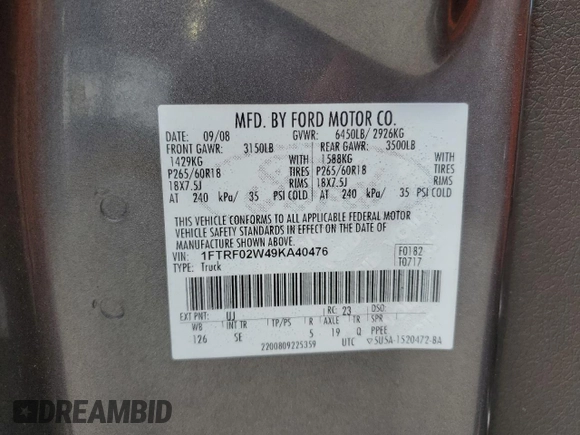 MFD. BY FORD MOTOR CO.
DATE: 09/08 GVWR: 6450LB/ 2926KG
FRONT GAWR: 3150LB REAR GAWR: 3500LB
1429KG WITH 1588KG WITH
P265/60R18 TIRES P265/60R18 TIRES
18X7.5J RIMS 18X7.5J RIMS
AT 240 kPa/ 35 PSI COLD AT 240 kPa/ 35 PSI COLD
THIS VEHICLE CONFORMS TO ALL APPLICABLE FEDERAL MOTOR
VEHICLE SAFETY STANDARDS IN EFFECT ON THE DATE OF
MANUFACTURE SHOWN ABOVE.
VIN: 1FTRF02W49KA40476 F0182
TYPE: Truck T0717
EXT PNT: UJ RC: 23 DSO:
WB INT TR TP/PS R AXLE TR SPR
126 SE 5 19 Q PPEE
2200809225359 UTC 5U5A-1520472-BA
DREAMBID